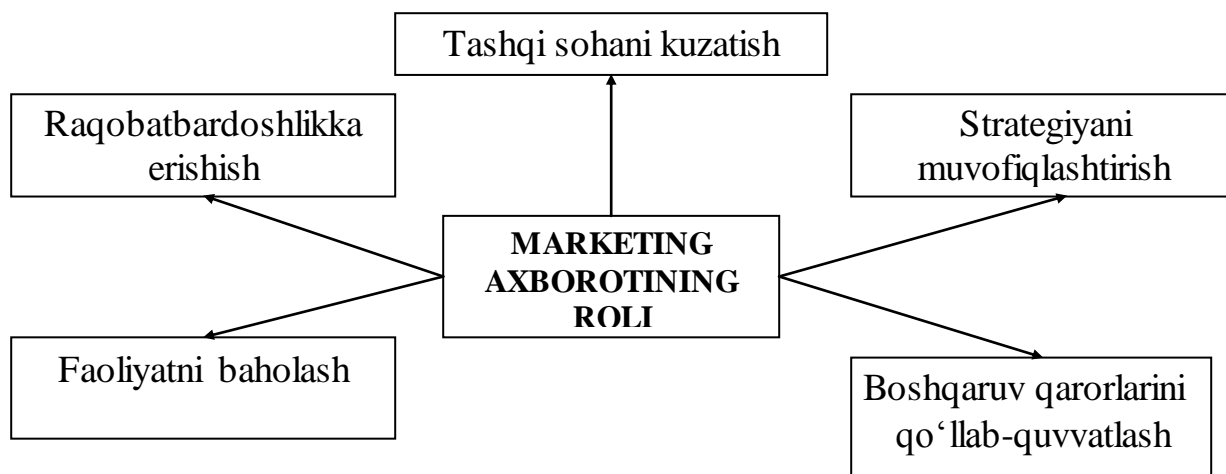 Tashqi sohani kuzatish
Raqobatbardoshlikka
erishish
Strategiyani
muvofiqlashtirish
MARKETING
AXBOROTINING
ROLI
Faoliyatni baholash
Boshqaruv qarorlarini
qo‘llab-quvvatlash